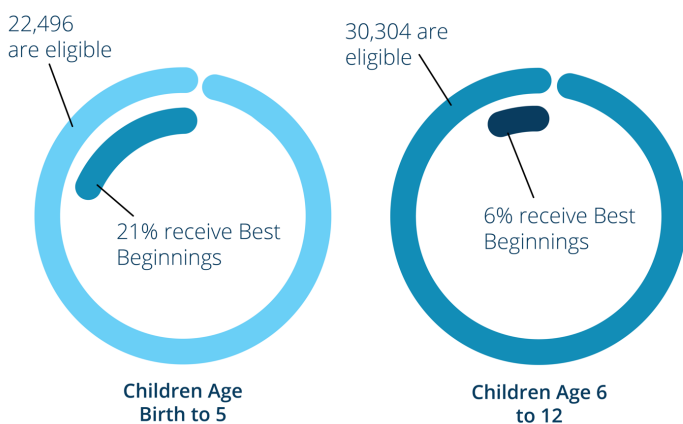 22,496
are eligible
21% receive Best
Beginnings
Children Age
Birth to 5
30,304 are
eligible
6% receive Best
Beginnings
Children Age 6
to 12